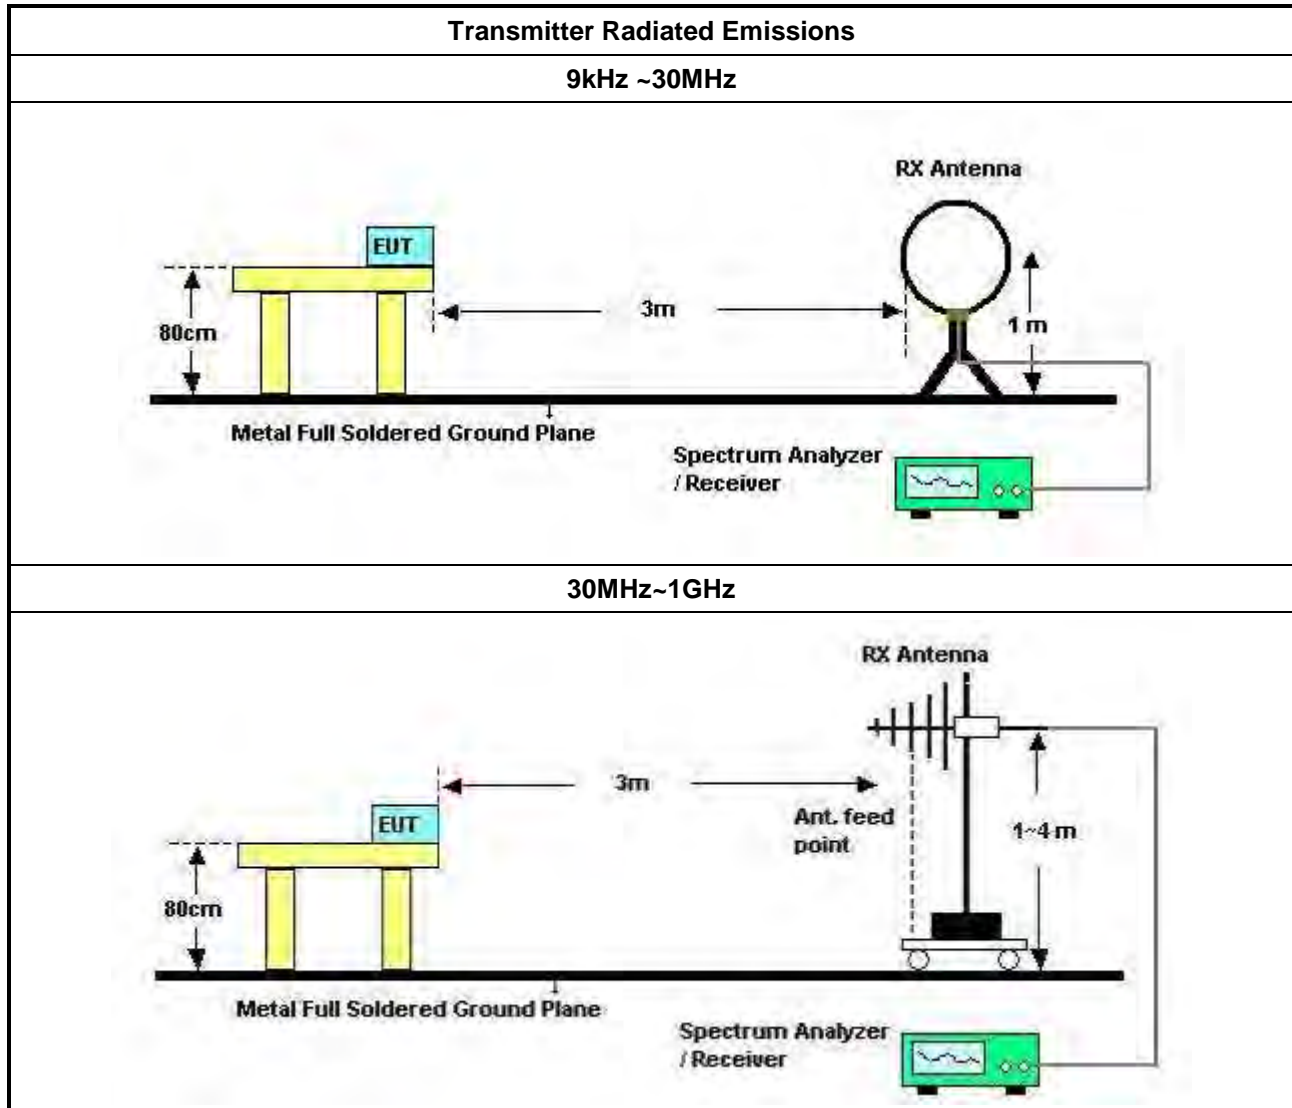 Transmitter Radiated Emissions
9kHz ~30MHz
RX Antenna
EUT
3m
80cm
1 m
Metal Full Soldered Ground Plane
Spectrum Analyzer
/ Receiver
30MHz~1GHz
RX Antenna
3m
EUT
Ant. feed
point
1~4 m
80cm
Metal Full Soldered Ground Plane
Spectrum Analyzer
/ Receiver